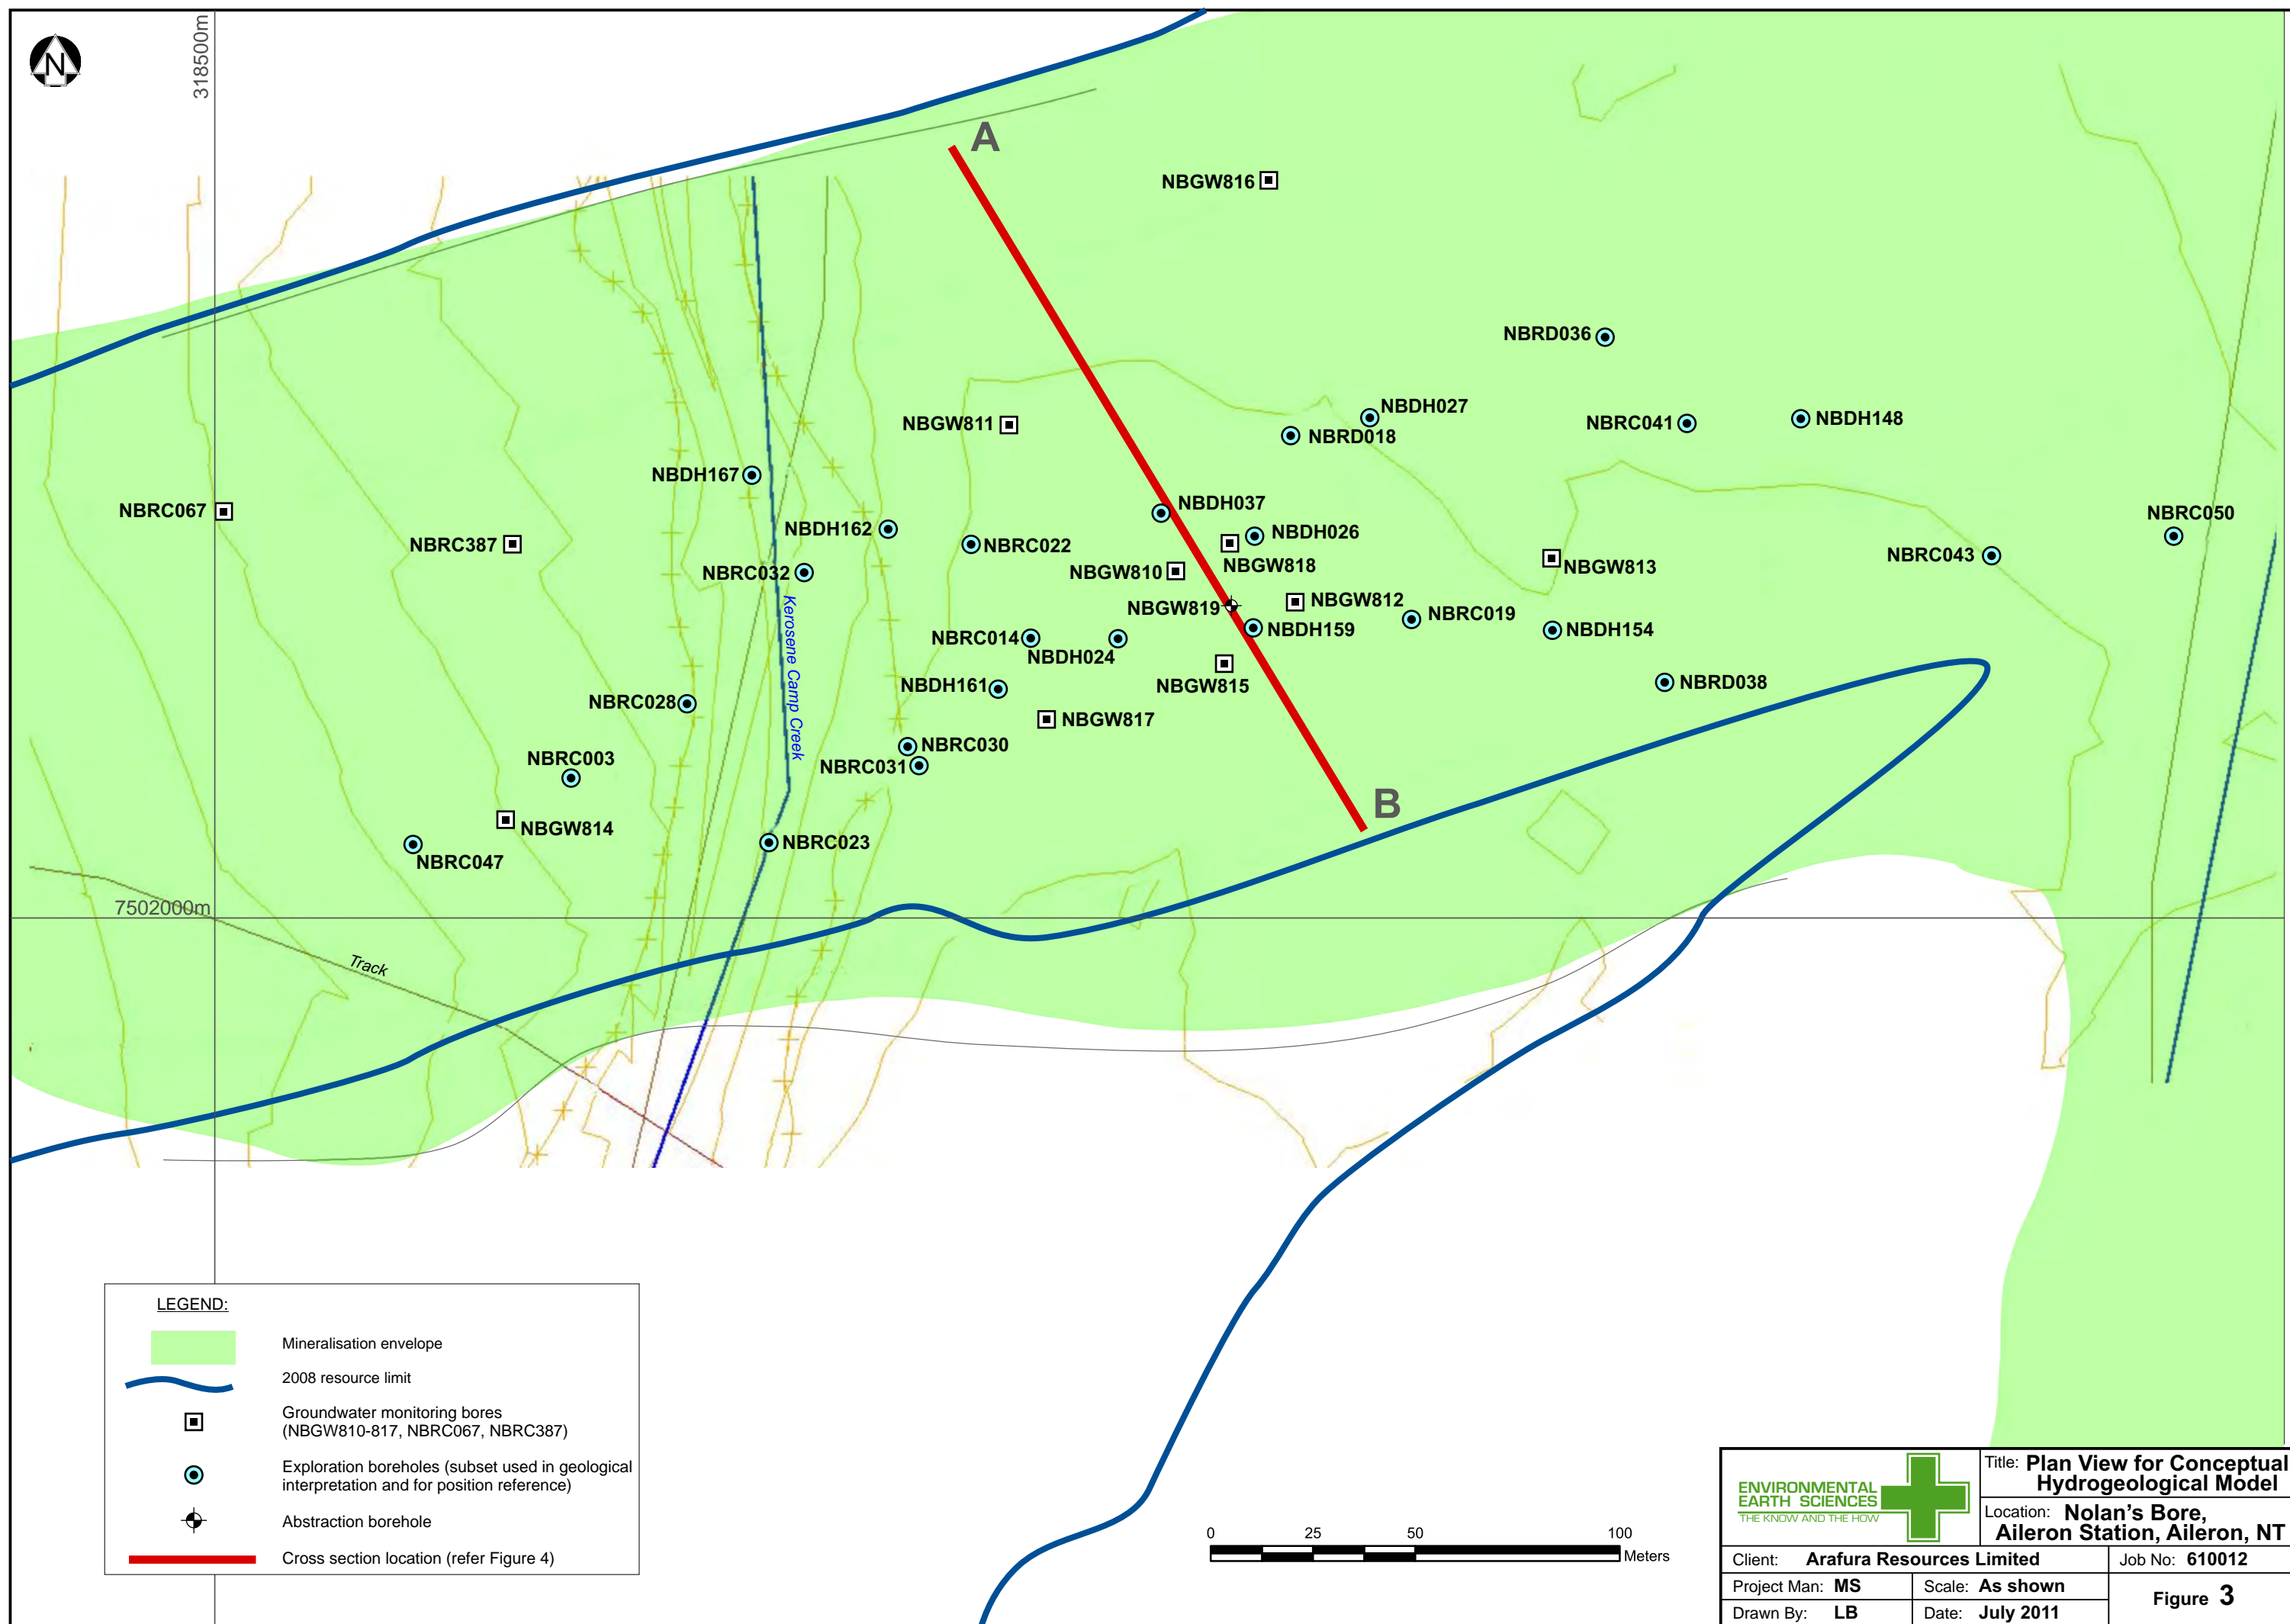 N
318500m
A
NBGW816
NBRD036
NBDH027
NBRD018
NBRC041
NBDH148
NBGW811
NBDH167
NBRC067
NBRC387
NBDH162
NBRC022
NBDH037
NBDH026
NBGW818
NBGW810
NBRC050
NBRC043
NBGW813
NBRC032
NBGW819
NBGW812
NBRC019
NBDH159
NBDH154
NBRC014
NBDH024
NBGW815
NBDH161
NBRD038
Kerosene Camp Creek
NBRC028
NBGW817
NBRC030
NBRC031
NBRC003
B
NBGW814
NBRC047
NBRC023
7502000m
Track
LEGEND:
Mineralisation envelope
2008 resource limit
Groundwater monitoring bores
(NBGW810-817, NBRC067, NBRC387)
Exploration boreholes (subset used in geological
interpretation and for position reference)
Abstraction borehole
Cross section location (refer Figure 4)
0 25 50 100
Meters
ENVIRONMENTAL
EARTH SCIENCES
THE KNOW AND THE HOW
Title: Plan View for Conceptual
Hydrogeological Model
Location: Nolan's Bore,
Aileron Station, Aileron, NT
Client: Arafura Resources Limited
Job No: 610012
Project Man: MS
Scale: As shown
Figure 3
Drawn By: LB
Date: July 2011